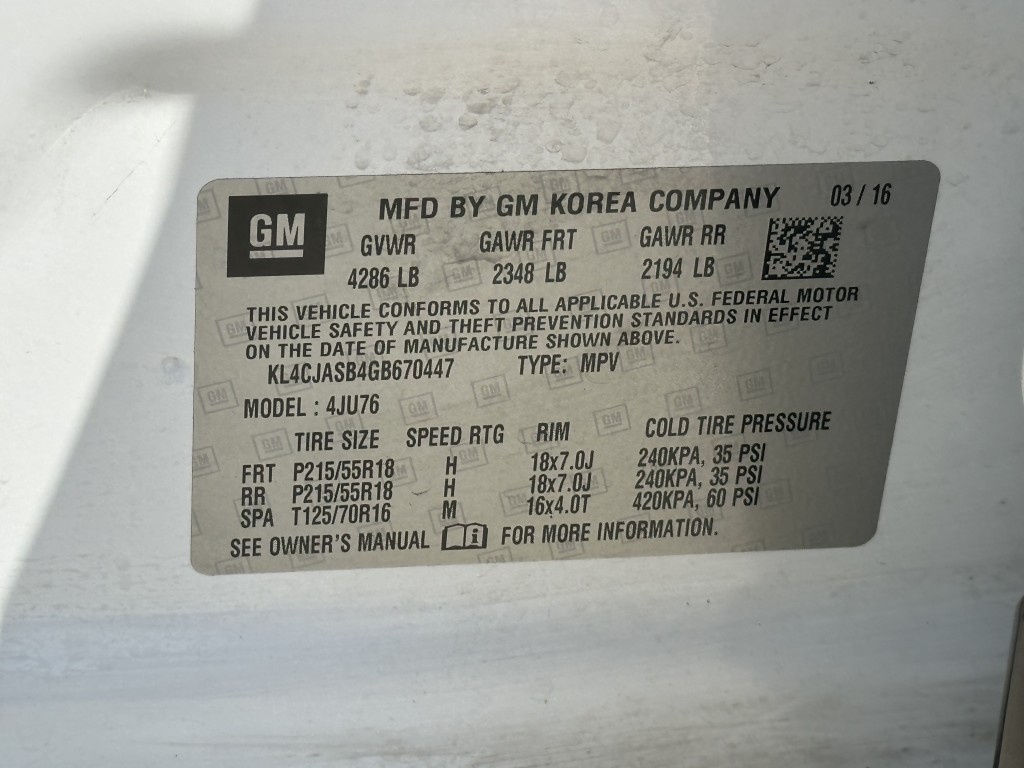 GM
MFD BY GM KOREA COMPANY 03 / 16
GVWR GAWR FRT GAWR RR
4286 LB 2348 LB 2194 LB
THIS VEHICLE CONFORMS TO ALL APPLICABLE U.S. FEDERAL MOTOR
VEHICLE SAFETY AND THEFT PREVENTION STANDARDS IN EFFECT
ON THE DATE OF MANUFACTURE SHOWN ABOVE.
KL4CJASB4GB670447 TYPE: MPV
MODEL : 4JU76
TIRE SIZE SPEED RTG RIM COLD TIRE PRESSURE
FRT P215/55R18 H 18x7.0J 240KPA, 35 PSI
RR P215/55R18 H 18x7.0J 240KPA, 35 PSI
SPA T125/70R16 M 16x4.0T 420KPA, 60 PSI
SEE OWNER'S MANUAL i FOR MORE INFORMATION.